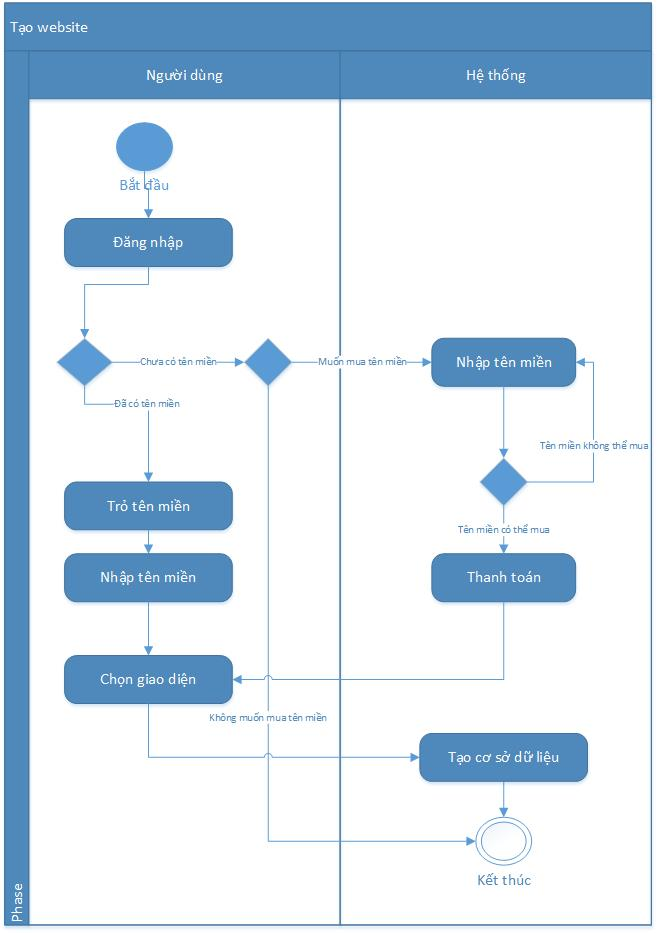 Tạo website
Người dùng
Hệ thống
Bắt đầu
Đăng nhập
Chưa có tên miền
Muốn mua tên miền
Nhập tên miền
Đã có tên miền
Tên miền không thể mua
Trỏ tên miền
Tên miền có thể mua
Nhập tên miền
Thanh toán
Chọn giao diện
Không muốn mua tên miền
Tạo cơ sở dữ liệu
Kết thúc
Phase